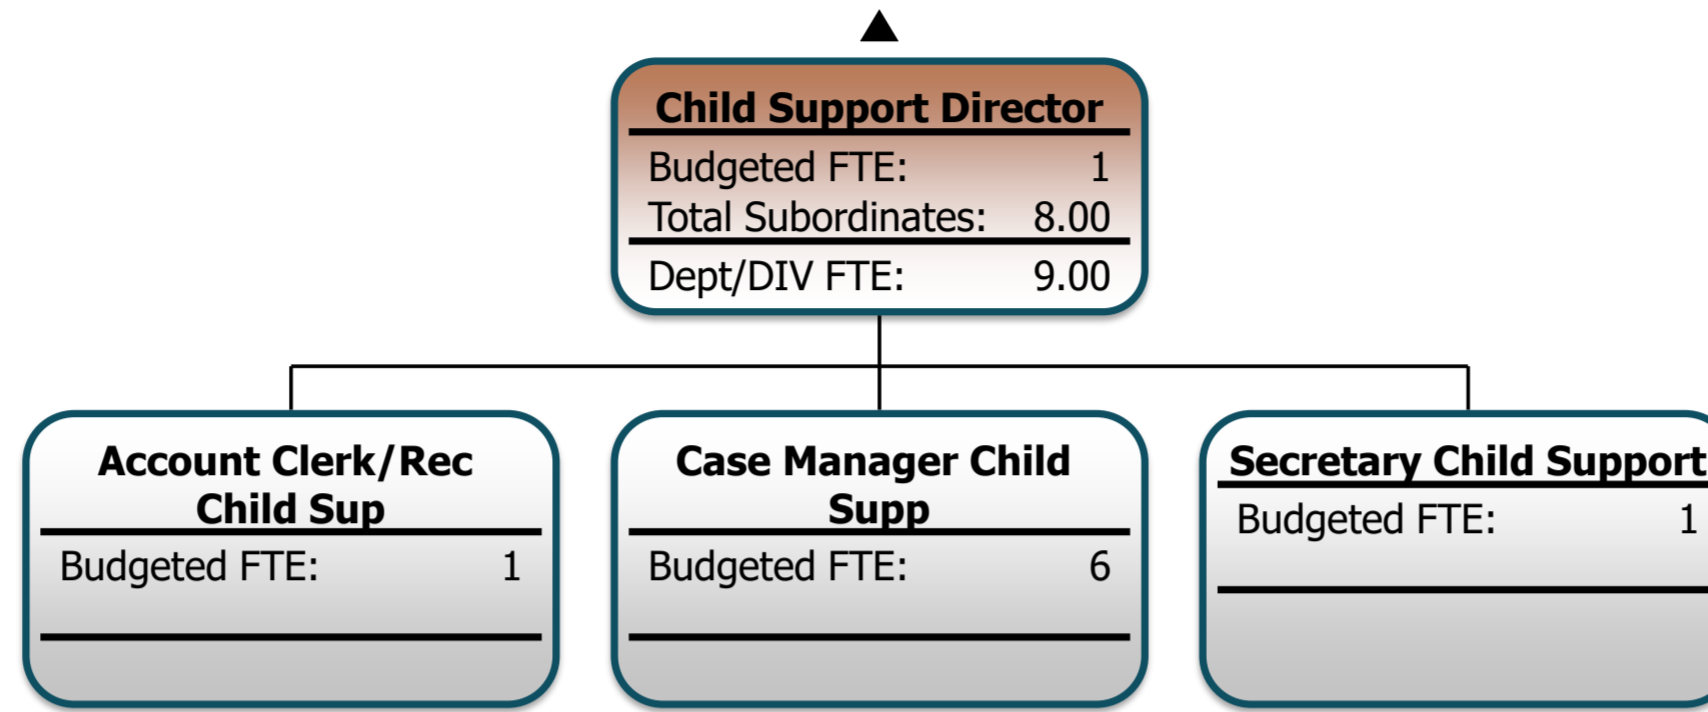 Child Support Director
Budgeted FTE: 1
Total Subordinates: 8.00
Dept/DIV FTE: 9.00
Account Clerk/Rec
Child Sup
Budgeted FTE: 1
Case Manager Child
Supp
Budgeted FTE: 6
Secretary Child Support
Budgeted FTE: 1